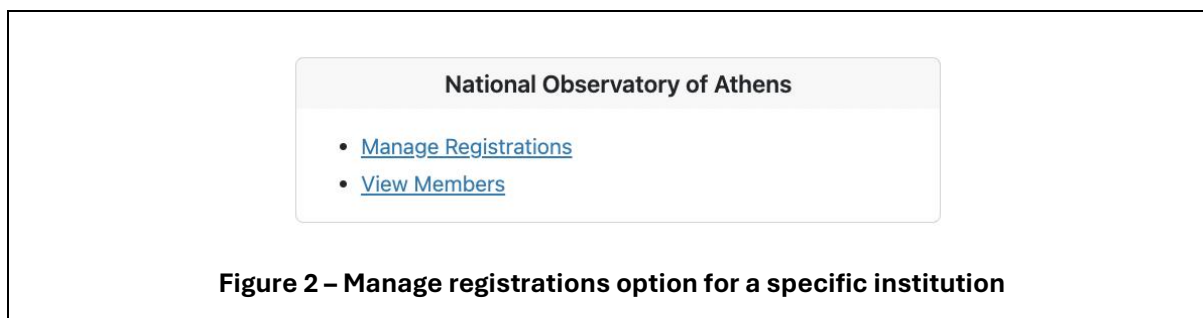 National Observatory of Athens
• Manage Registrations
• View Members
Figure 2 – Manage registrations option for a specific institution